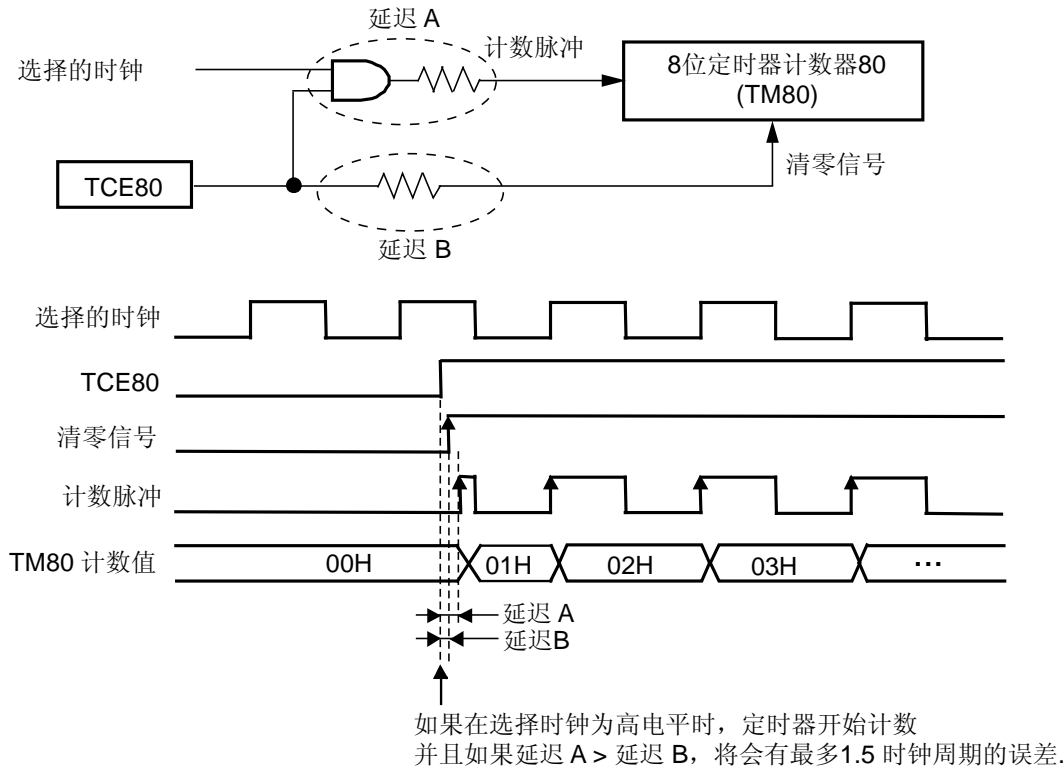 延迟 A
计数脉冲
选择的时钟
8位定时器计数器80
(TM80)
清零信号
TCE80
延迟 B
选择的时钟
TCE80
清零信号
计数脉冲
TM80 计数值
00H
01H
02H
03H
...
延迟 A
延迟B
如果在选择时钟为高电平时，定时器开始计数
并且如果延迟 A > 延迟 B，将会有最多1.5 时钟周期的误差.